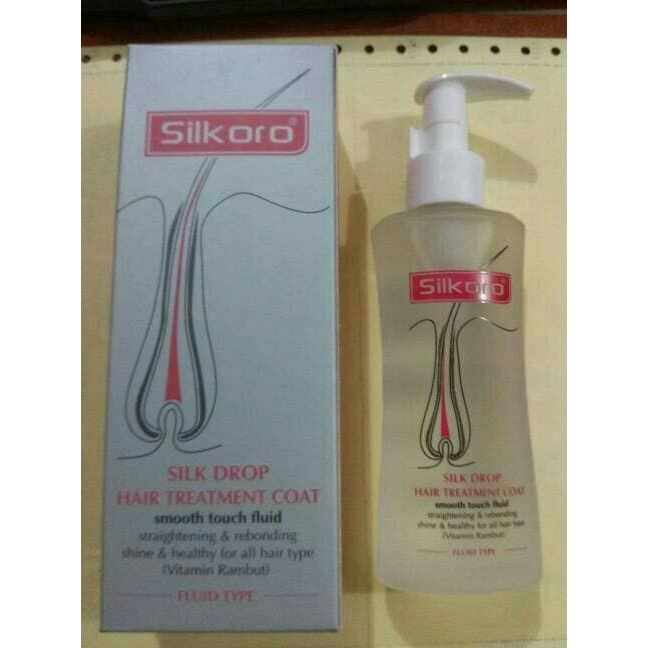 Silkoro®
SILK DROP
HAIR TREATMENT COAT
smooth touch fluid
straightening & rebonding
shine & healthy for all hair type
(Vitamin Rambut)
FLUID TYPE
Silkoro®
SILK DROP
HAIR TREATMENT COAT
smooth touch fluid
straightening & rebonding
shine & healthy for all hair type
(Vitamin Rambut)
FLUID TYPE